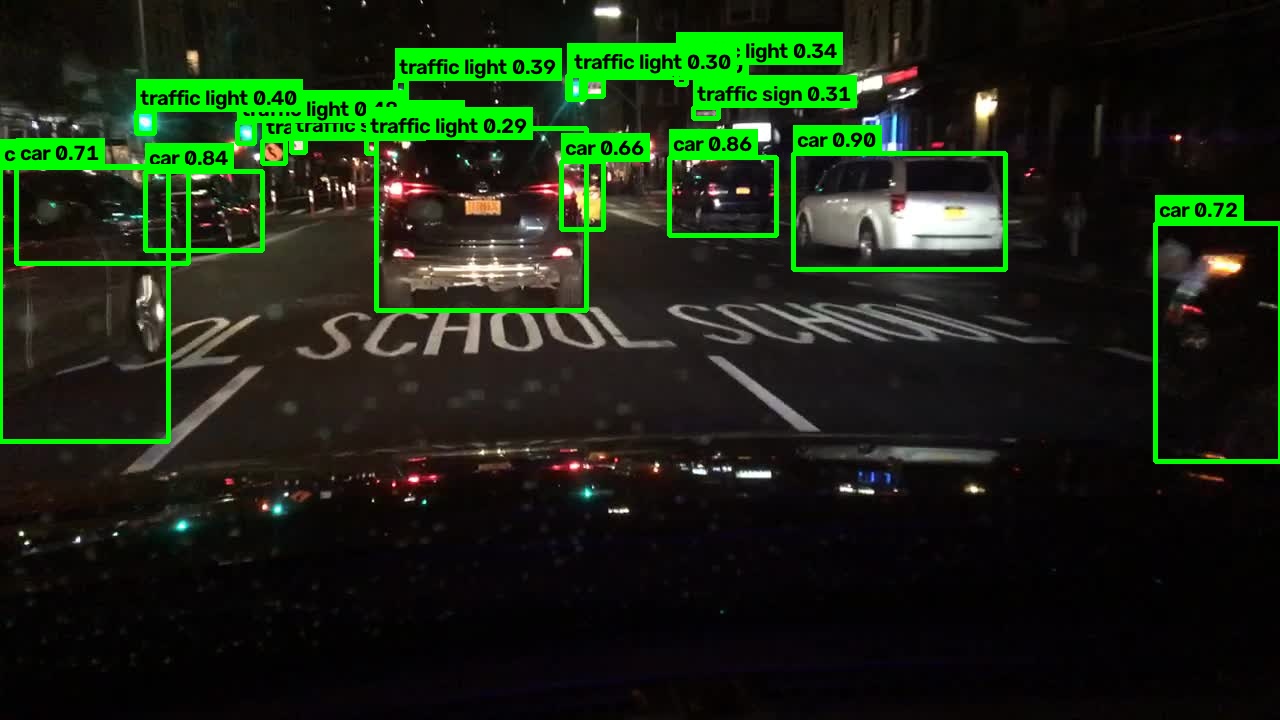 light 0.34
traffic light 0.39
traffic light 0.30
traffic light 0.40
traffic sign 0.31
traffic light 0.29
car 0.71
car 0.84
car 0.66
car 0.86
car 0.90
car 0.72
OL SCHOOL SCHOOL